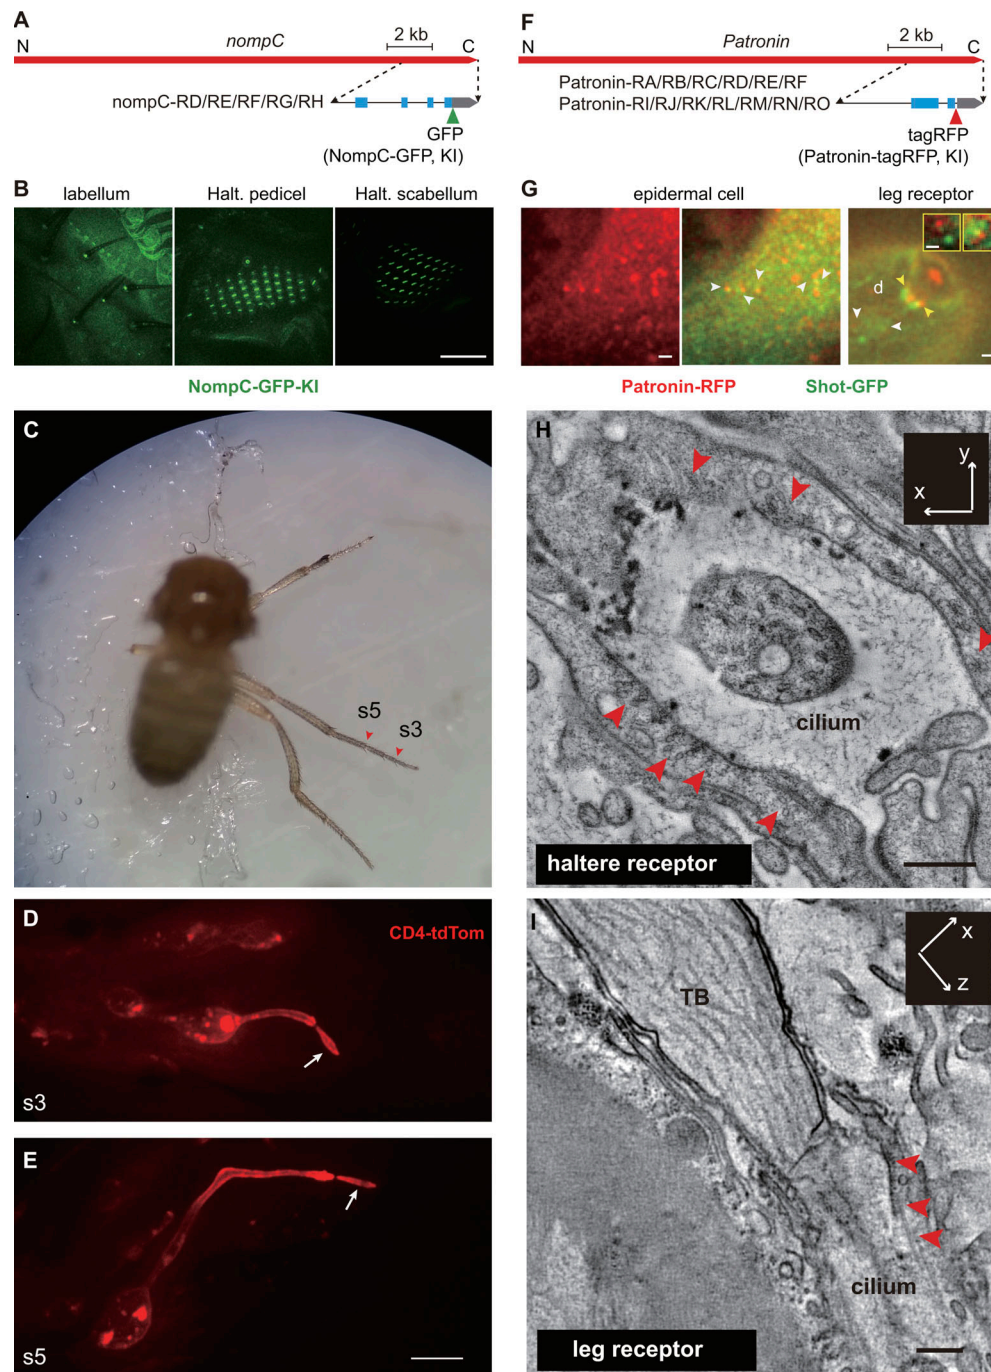 A
nompC
2 kb
N
C
nompC-RD/RE/RF/RG/RH
GFP
(NompC-GFP, KI)
F
Patronin
2 kb
N
C
Patronin-RA/RB/RC/RD/RE/RF
Patronin-RI/RJ/RK/RL/RM/RN/RO
tagRFP
(Patronin-tagRFP, KI)
B
labellum
Halt. pedicel
Halt. scabellum
NompC-GFP-KI
G
epidermal cell
leg receptor
d
Patronin-RFP
Shot-GFP
C
s5
s3
D
CD4-tdTom
s3
E
s5
H
y
x
cilium
haltere receptor
I
x
z
TB
cilium
leg receptor